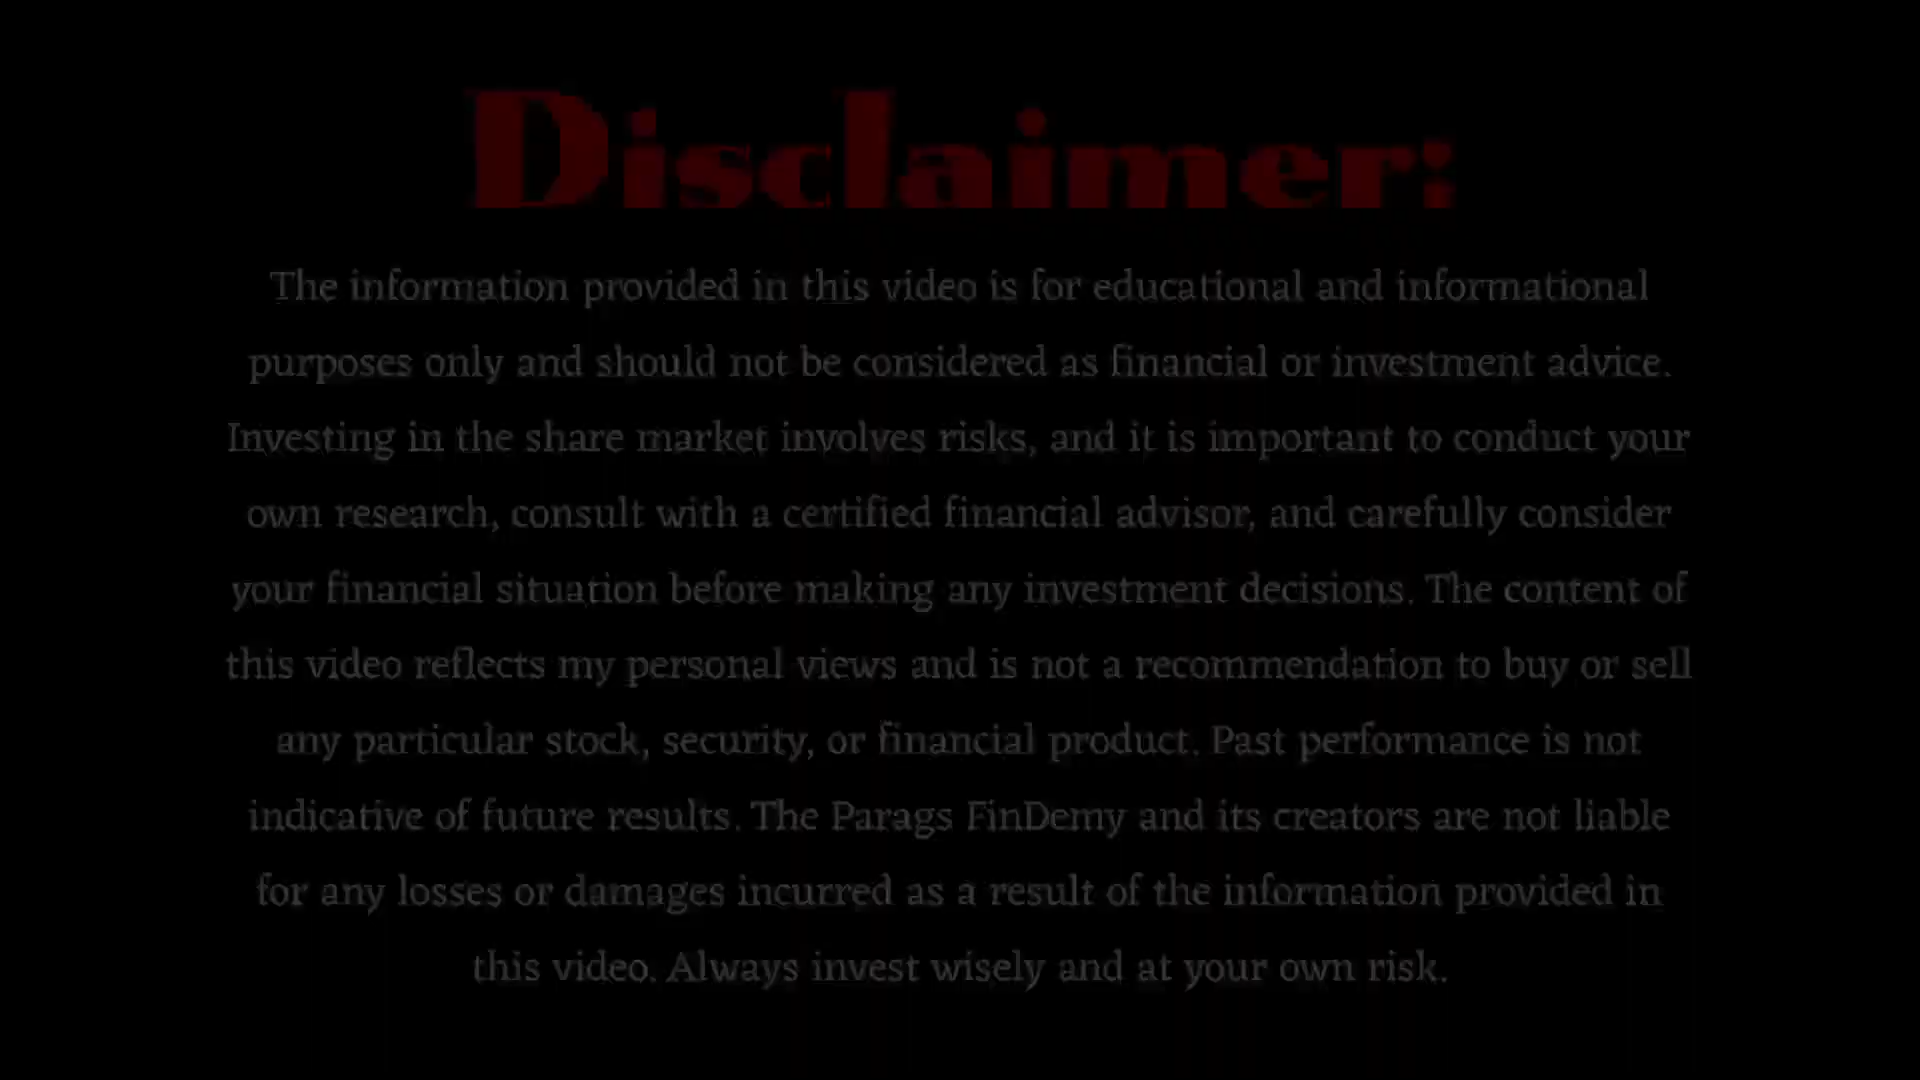 Disclaimer:
The information provided in this video is for educational and informational
purposes only and should not be considered as financial or investment advice.
Investing in the share market involves risks, and it is important to conduct your
own research, consult with a certified financial advisor, and carefully consider
your financial situation before making any investment decisions. The content of
this video reflects my personal views and is not a recommendation to buy or sell
any particular stock, security, or financial product. Past performance is not
indicative of future results. The Parags FinDemy and its creators are not liable
for any losses or damages incurred as a result of the information provided in
this video. Always invest wisely and at your own risk.